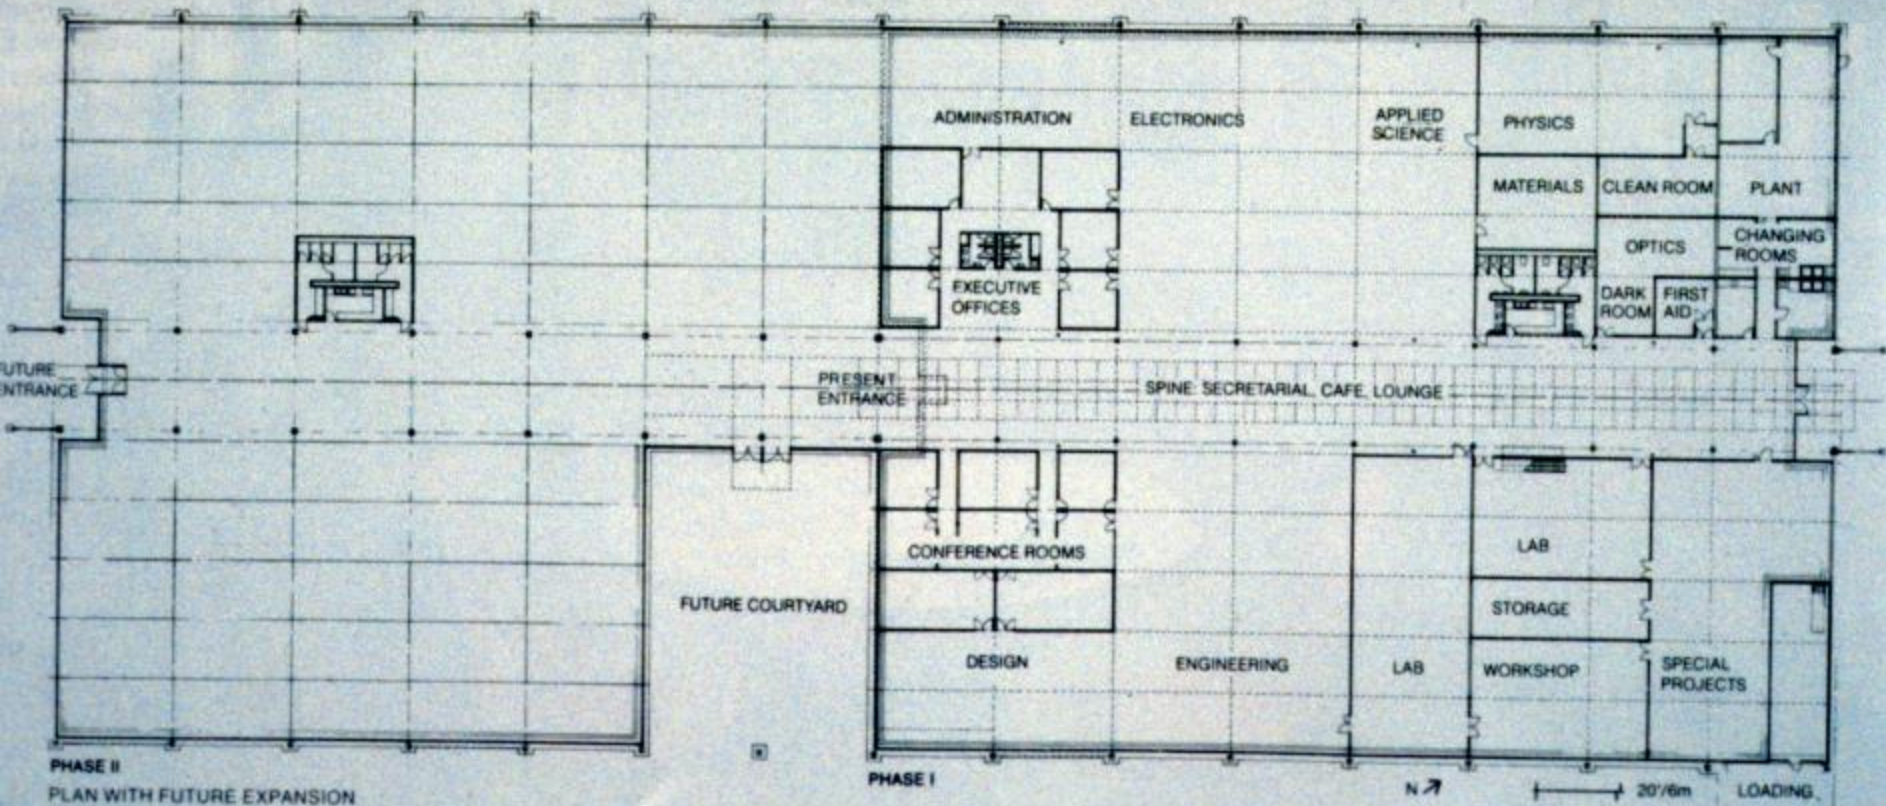 ADMINISTRATION
ELECTRONICS
APPLIED
SCIENCE
PHYSICS
MATERIALS
CLEAN ROOM
PLANT
OPTICS
CHANGING
ROOMS
EXECUTIVE
OFFICES
DARK
ROOM
FIRST
AID
FUTURE
ENTRANCE
PRESENT
ENTRANCE
SPINE: SECRETARIAL, CAFE, LOUNGE
CONFERENCE ROOMS
LAB
FUTURE COURTYARD
STORAGE
DESIGN
ENGINEERING
LAB
WORKSHOP
SPECIAL
PROJECTS
PHASE II
PLAN WITH FUTURE EXPANSION
PHASE I
N
20'/6m
LOADING